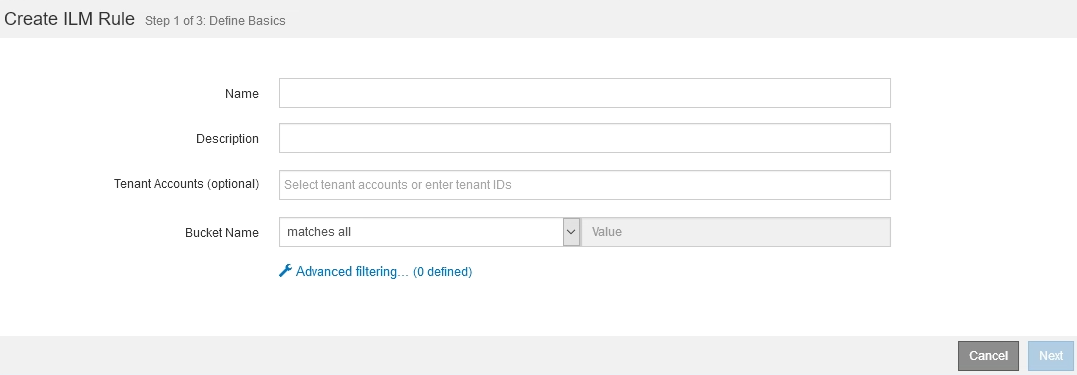 Create ILM Rule Step 1 of 3: Define Basics
Name
Description
Tenant Accounts (optional) Select tenant accounts or enter tenant IDs
Bucket Name matches all Value
Advanced filtering... (0 defined)
Cancel Next